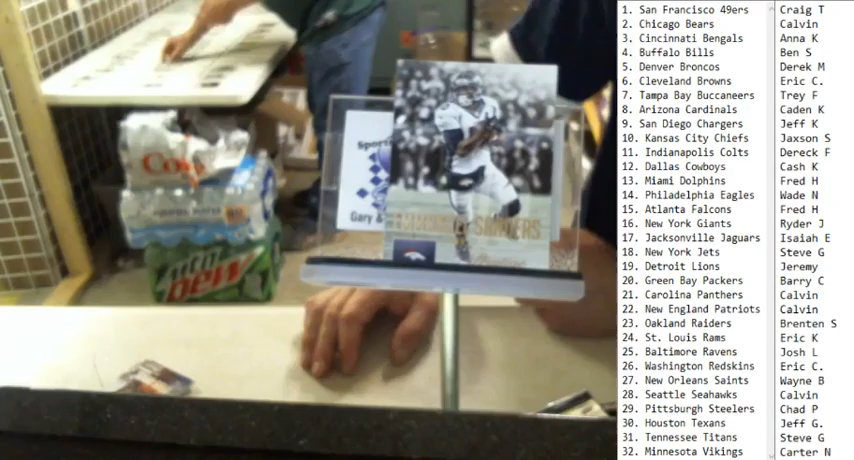 1. San Francisco 49ers Craig T
2. Chicago Bears Calvin
3. Cincinnati Bengals Anna K
4. Buffalo Bills Ben S
5. Denver Broncos Derek M
6. Cleveland Browns Eric C.
7. Tampa Bay Buccaneers Trey F
8. Arizona Cardinals Caden K
9. San Diego Chargers Jeff K
10. Kansas City Chiefs Jaxson S
11. Indianapolis Colts Dereck F
12. Dallas Cowboys Cash K
13. Miami Dolphins Fred H
14. Philadelphia Eagles Wade N
15. Atlanta Falcons Fred H
16. New York Giants Ryder J
17. Jacksonville Jaguars Isaiah E
18. New York Jets Steve G
19. Detroit Lions Jeremy
20. Green Bay Packers Barry C
21. Carolina Panthers Calvin
22. New England Patriots Calvin
23. Oakland Raiders Brenten S
24. St. Louis Rams Eric K
25. Baltimore Ravens Josh L
26. Washington Redskins Eric C.
27. New Orleans Saints Wayne B
28. Seattle Seahawks Calvin
29. Pittsburgh Steelers Chad P
30. Houston Texans Jeff G.
31. Tennessee Titans Steve G
32. Minnesota Vikings Carter N
Sports
Gary &
SANDERS
Prestige
Coke
Mtn
DEW